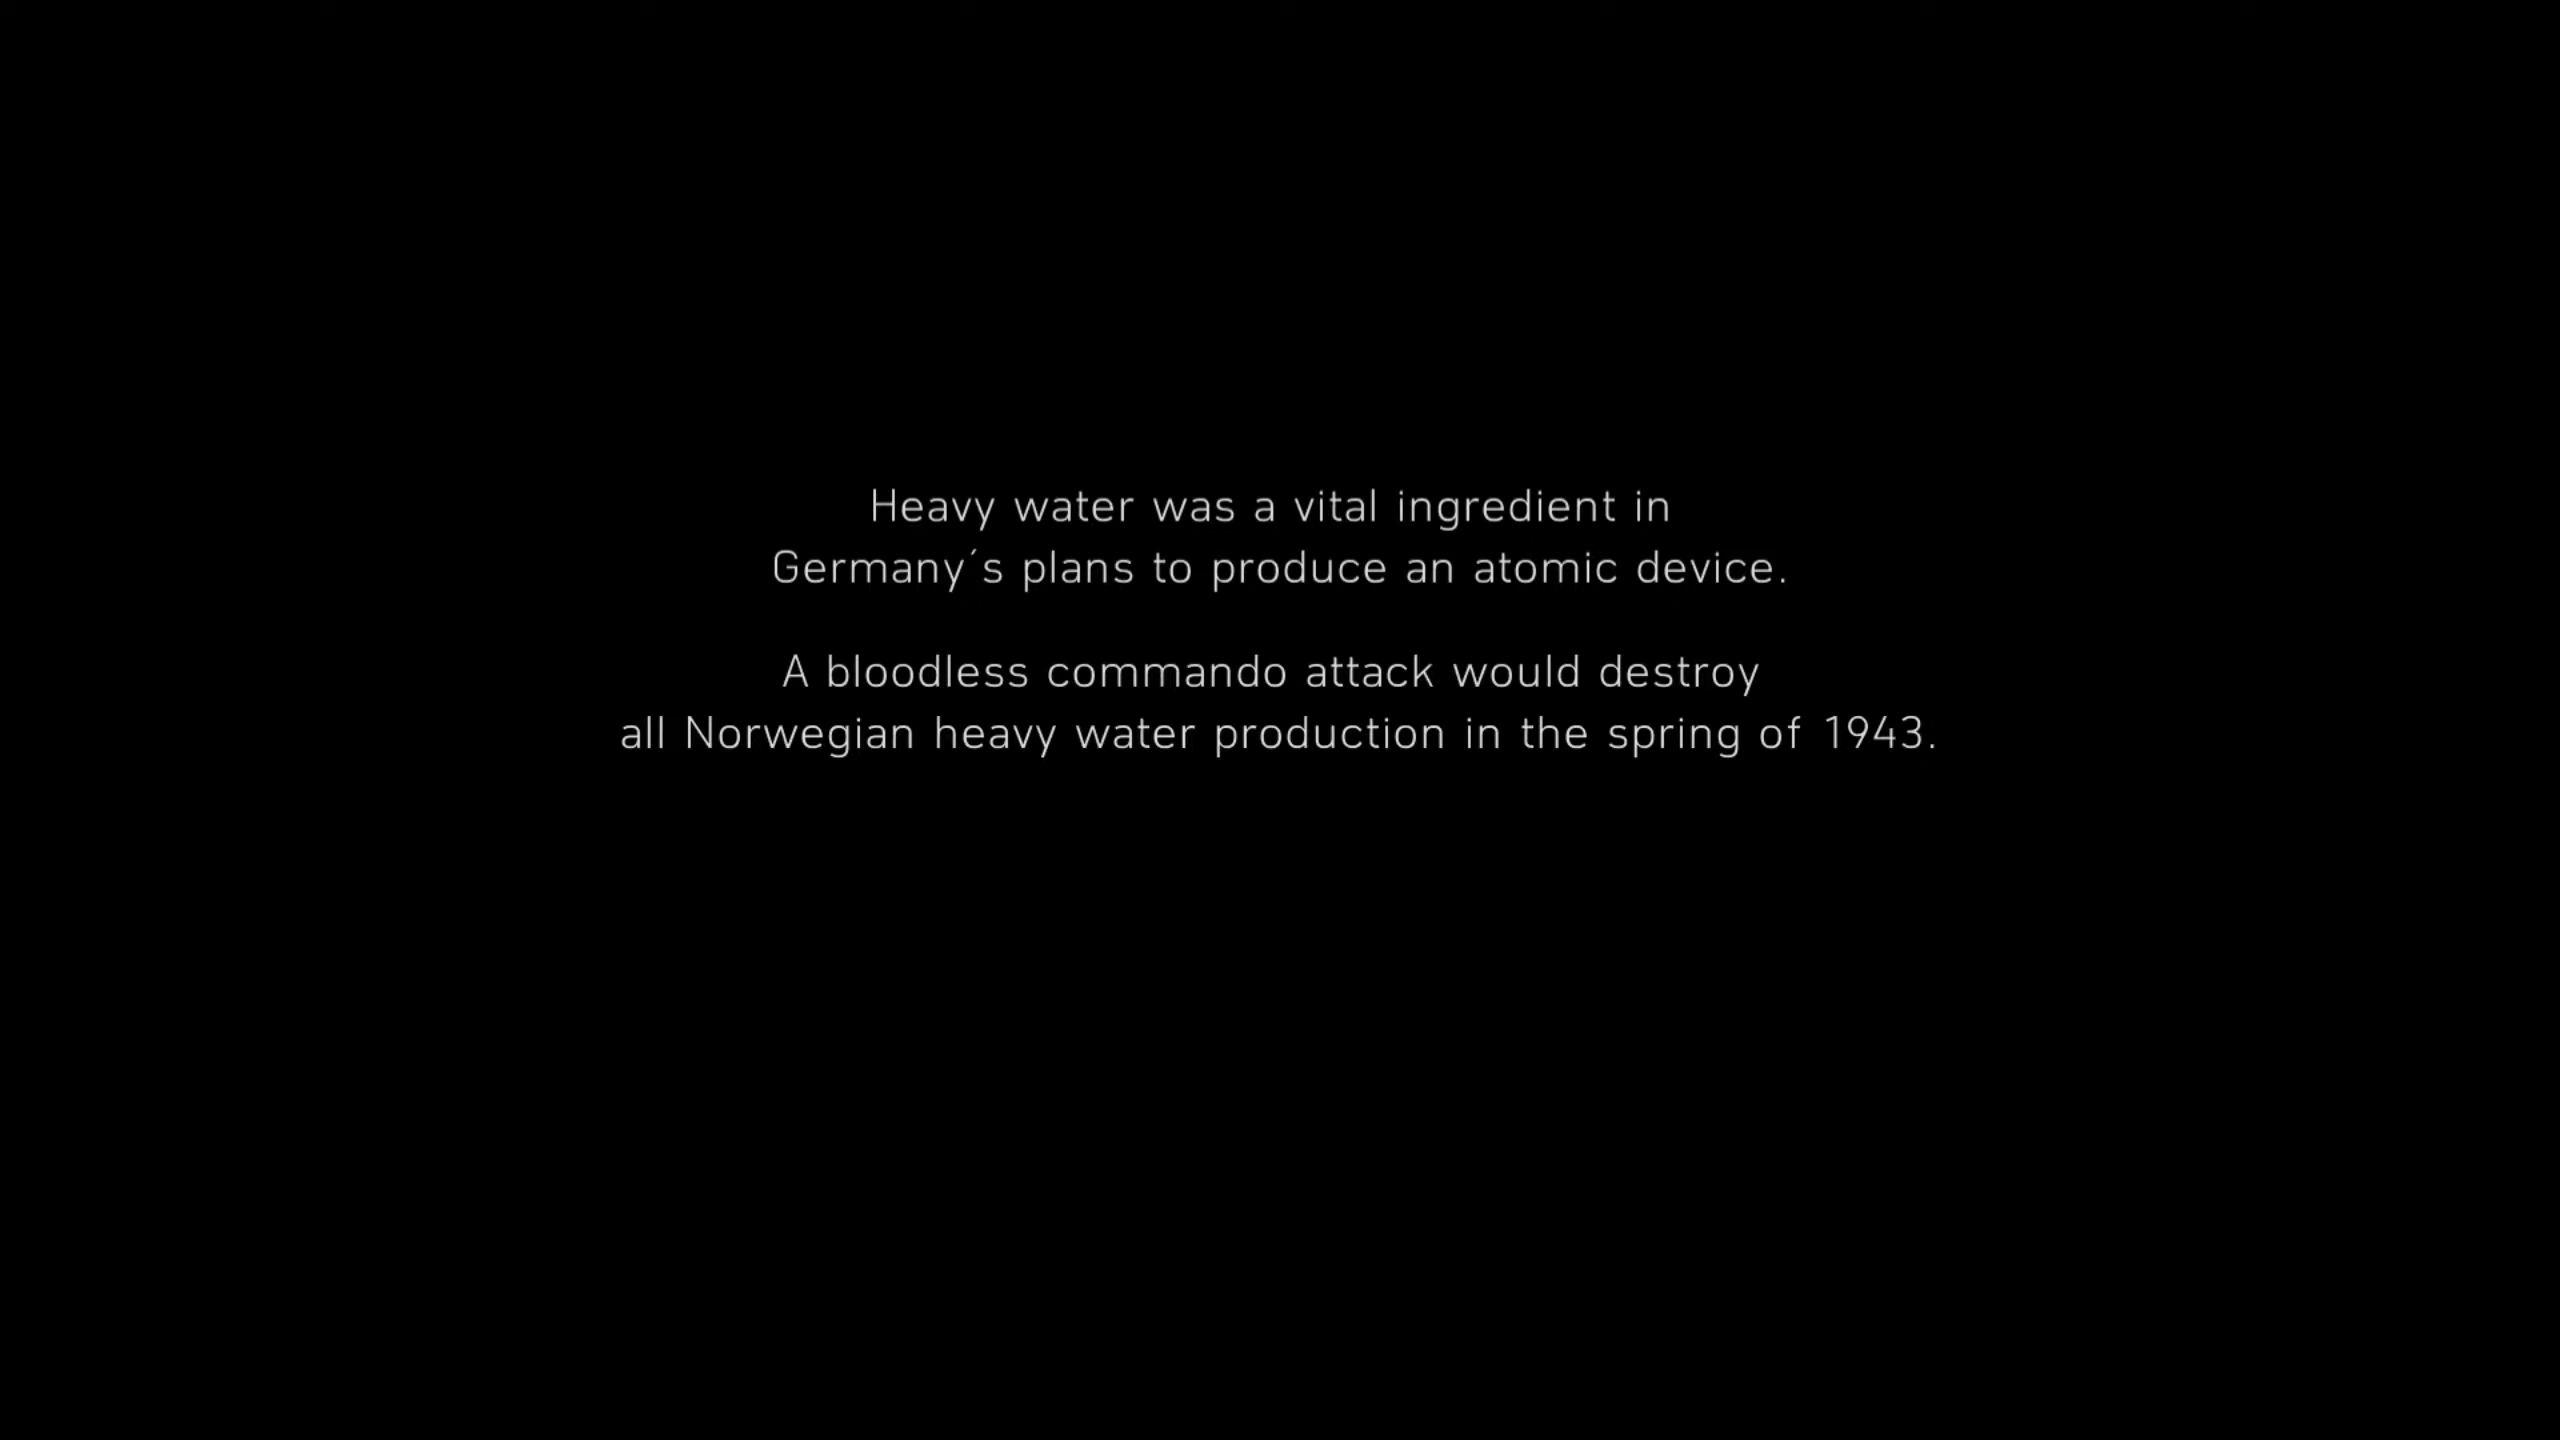 Heavy water was a vital ingredient in
Germany´s plans to produce an atomic device.
A bloodless commando attack would destroy
all Norwegian heavy water production in the spring of 1943.